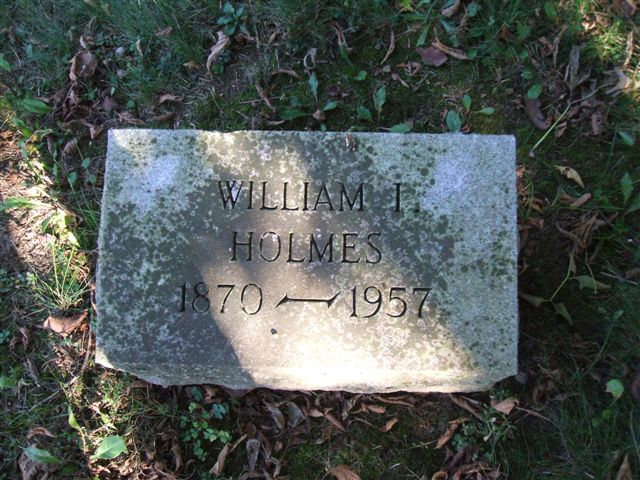 WILLIAM I.
HOLMES
1870 — 1957